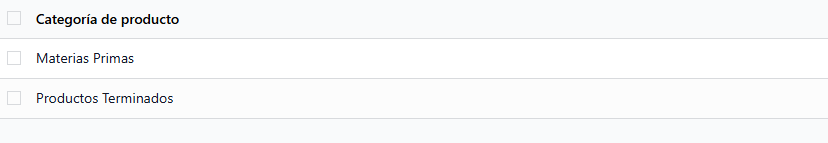 Categoría de producto
Materias Primas
Productos Terminados